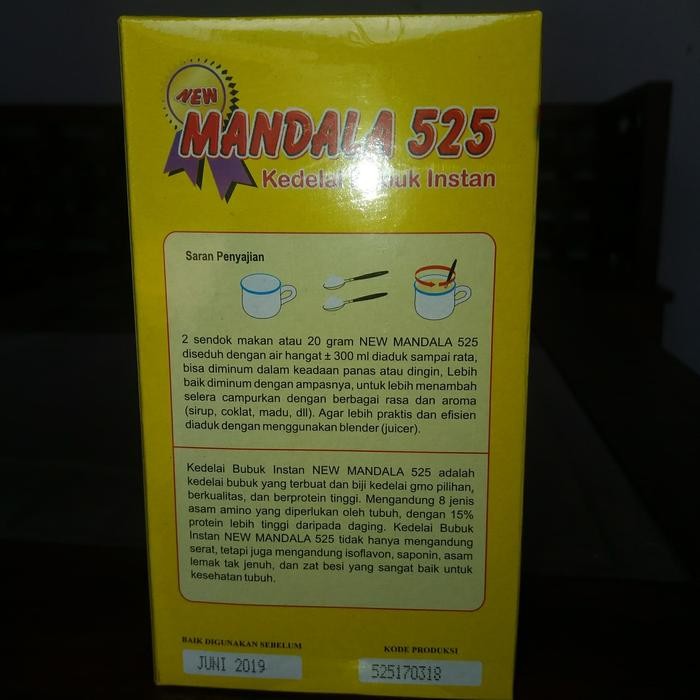 NEW
MANDALA 525
Kedelai Bubuk Instan
Saran Penyajian
2 sendok makan atau 20 gram NEW MANDALA 525
diseduh dengan air hangat ± 300 ml diaduk sampai rata,
bisa diminum dalam keadaan panas atau dingin, Lebih
baik diminum dengan ampasnya, untuk lebih menambah
selera campurkan dengan berbagai rasa dan aroma
(sirup, coklat, madu, dll). Agar lebih praktis dan efisien
diaduk dengan menggunakan blender (juicer).
Kedelai Bubuk Instan NEW MANDALA 525 adalah
kedelai bubuk yang terbuat dan biji kedelai gmo pilihan,
berkualitas, dan berprotein tinggi. Mengandung 8 jenis
asam amino yang diperlukan oleh tubuh, dengan 15%
protein lebih tinggi daripada daging. Kedelai Bubuk
Instan NEW MANDALA 525 tidak hanya mengandung
serat, tetapi juga mengandung isoflavon, saponin, asam
lemak tak jenuh, dan zat besi yang sangat baik untuk
kesehatan tubuh.
BAIK DIGUNAKAN SEBELUM
JUNI 2019
KODE PRODUKSI
525170318